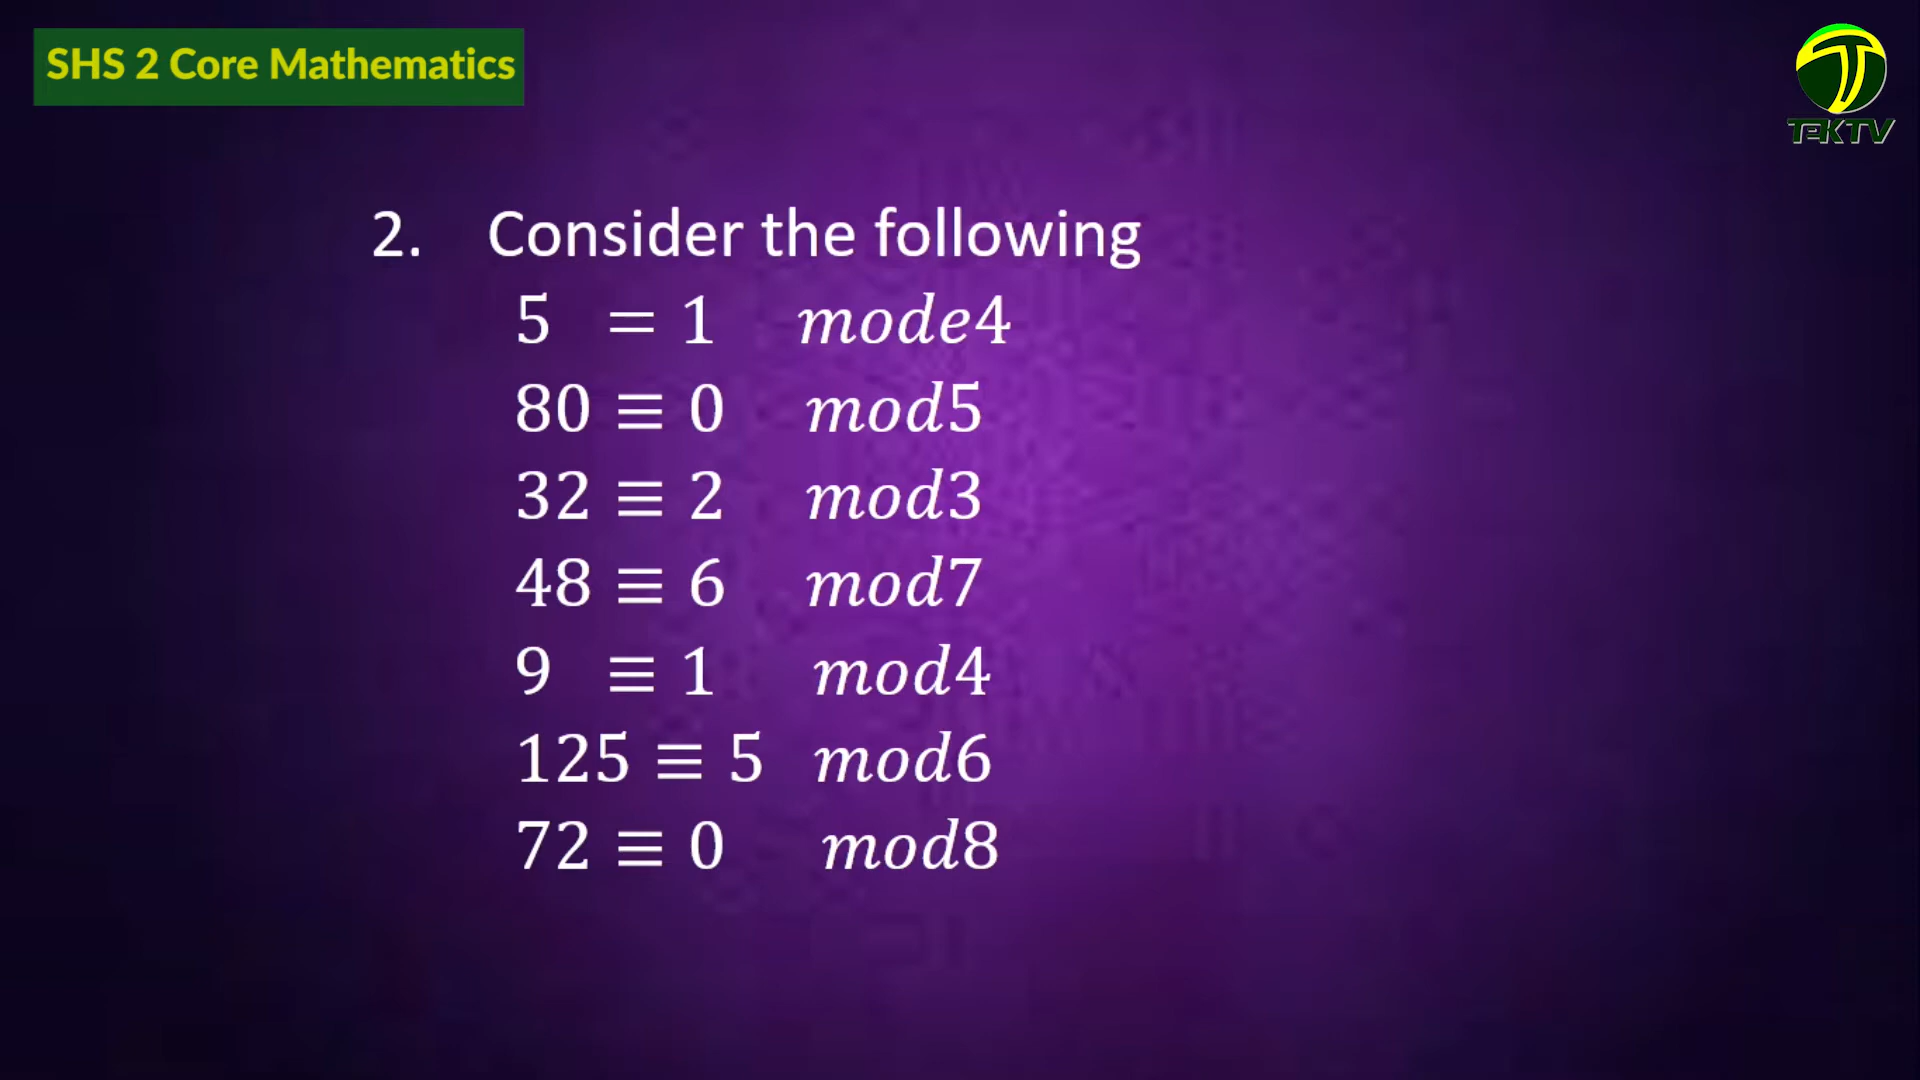 SHS 2 Core Mathematics
TEKTV
2. Consider the following
5 = 1 mode4
80 ≡ 0 mod5
32 ≡ 2 mod3
48 ≡ 6 mod7
9 ≡ 1 mod4
125 ≡ 5 mod6
72 ≡ 0 mod8